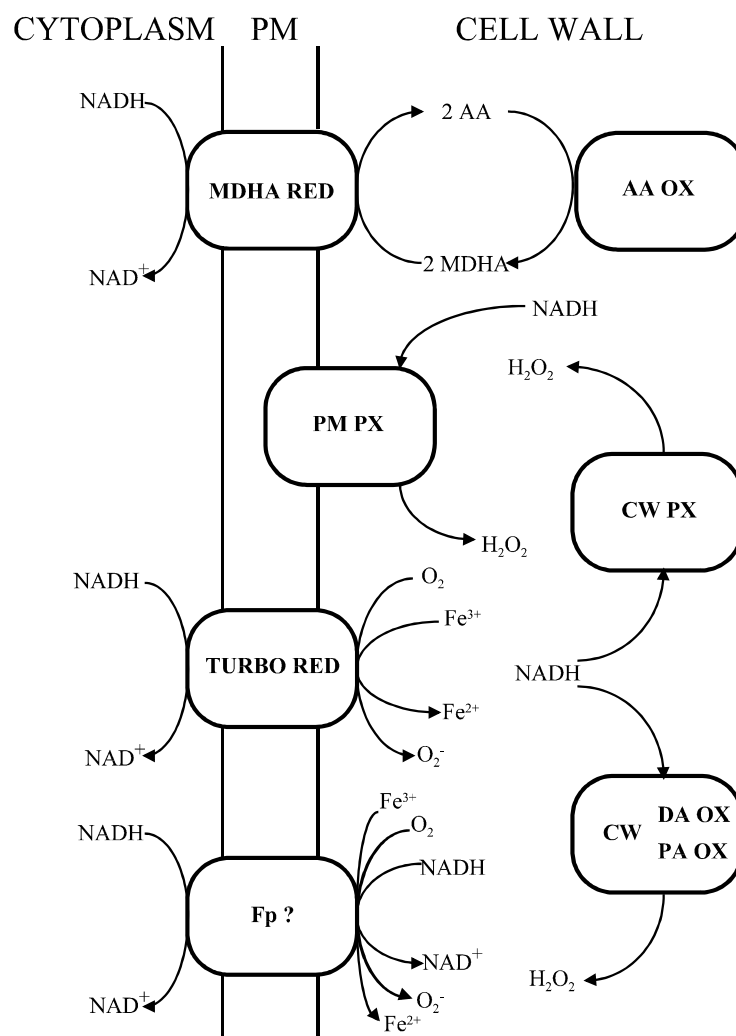 CYTOPLASM PM CELL WALL
NADH
2 AA
MDHA RED
AA OX
NAD⁺
2 MDHA
NADH
H₂O₂
PM PX
CW PX
H₂O₂
NADH
O₂
Fe³⁺
TURBO RED
NADH
Fe²⁺
NAD⁺
O₂⁻
Fe³⁺
NADH
O₂
CW
DA OX
PA OX
NADH
Fp ?
NAD⁺
H₂O₂
NAD⁺
O₂⁻
Fe²⁺